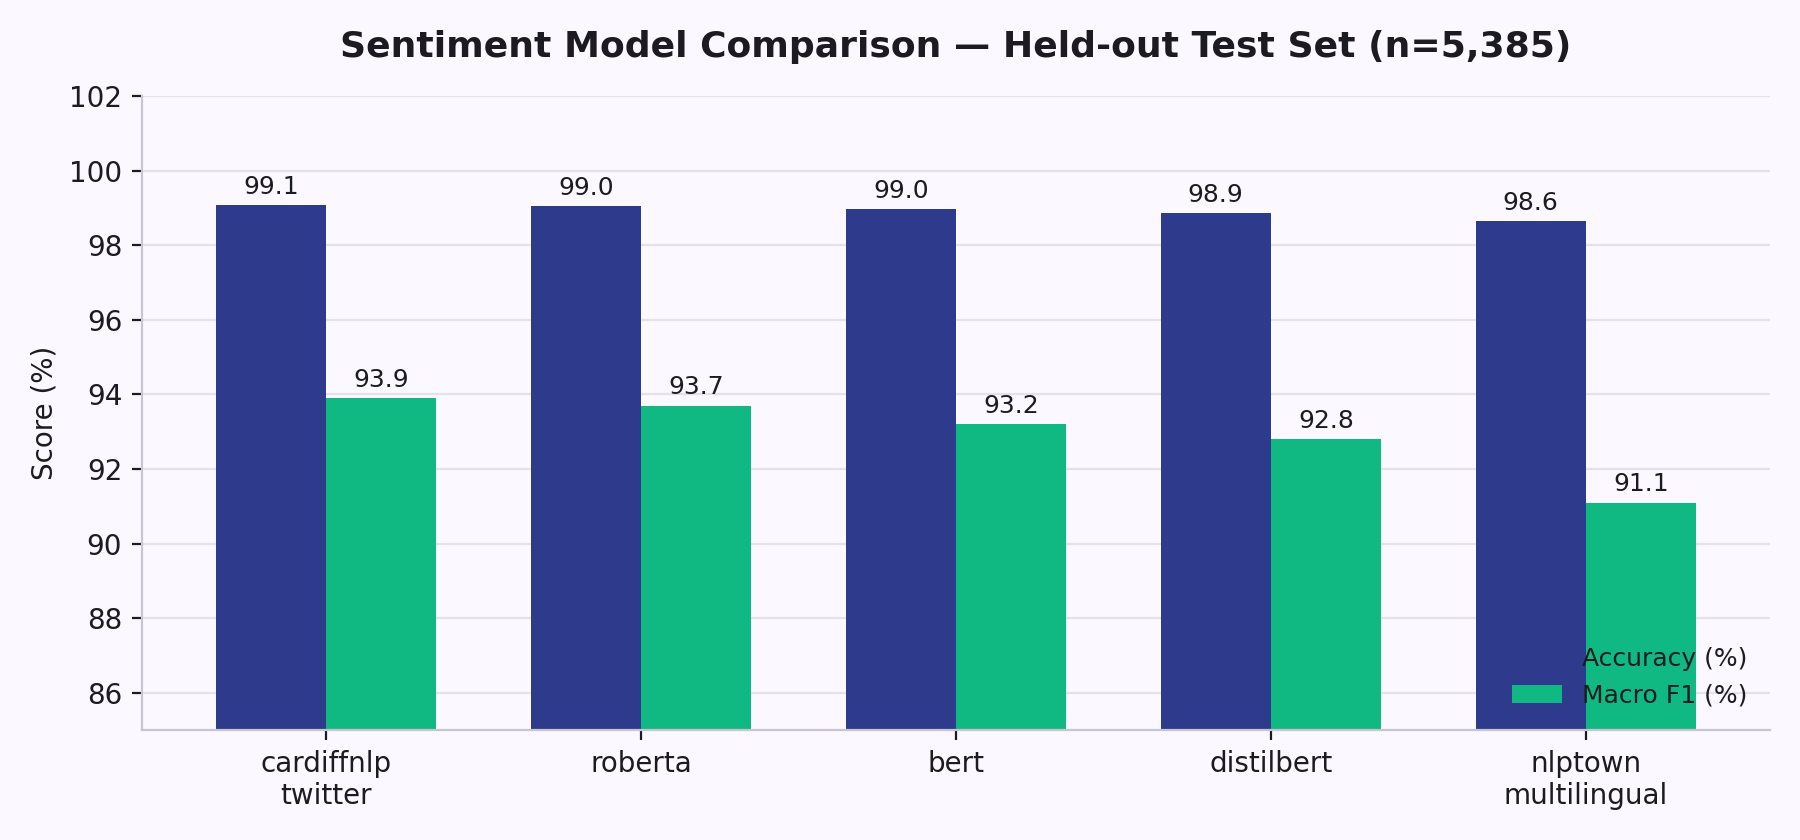 Sentiment Model Comparison — Held-out Test Set (n=5,385)
Score (%)
102
100
98
96
94
92
90
88
86
99.1
93.9
99.0
93.7
99.0
93.2
98.9
92.8
98.6
91.1
Accuracy (%)
Macro F1 (%)
cardiffnlp
twitter
roberta
bert
distilbert
nlptown
multilingual